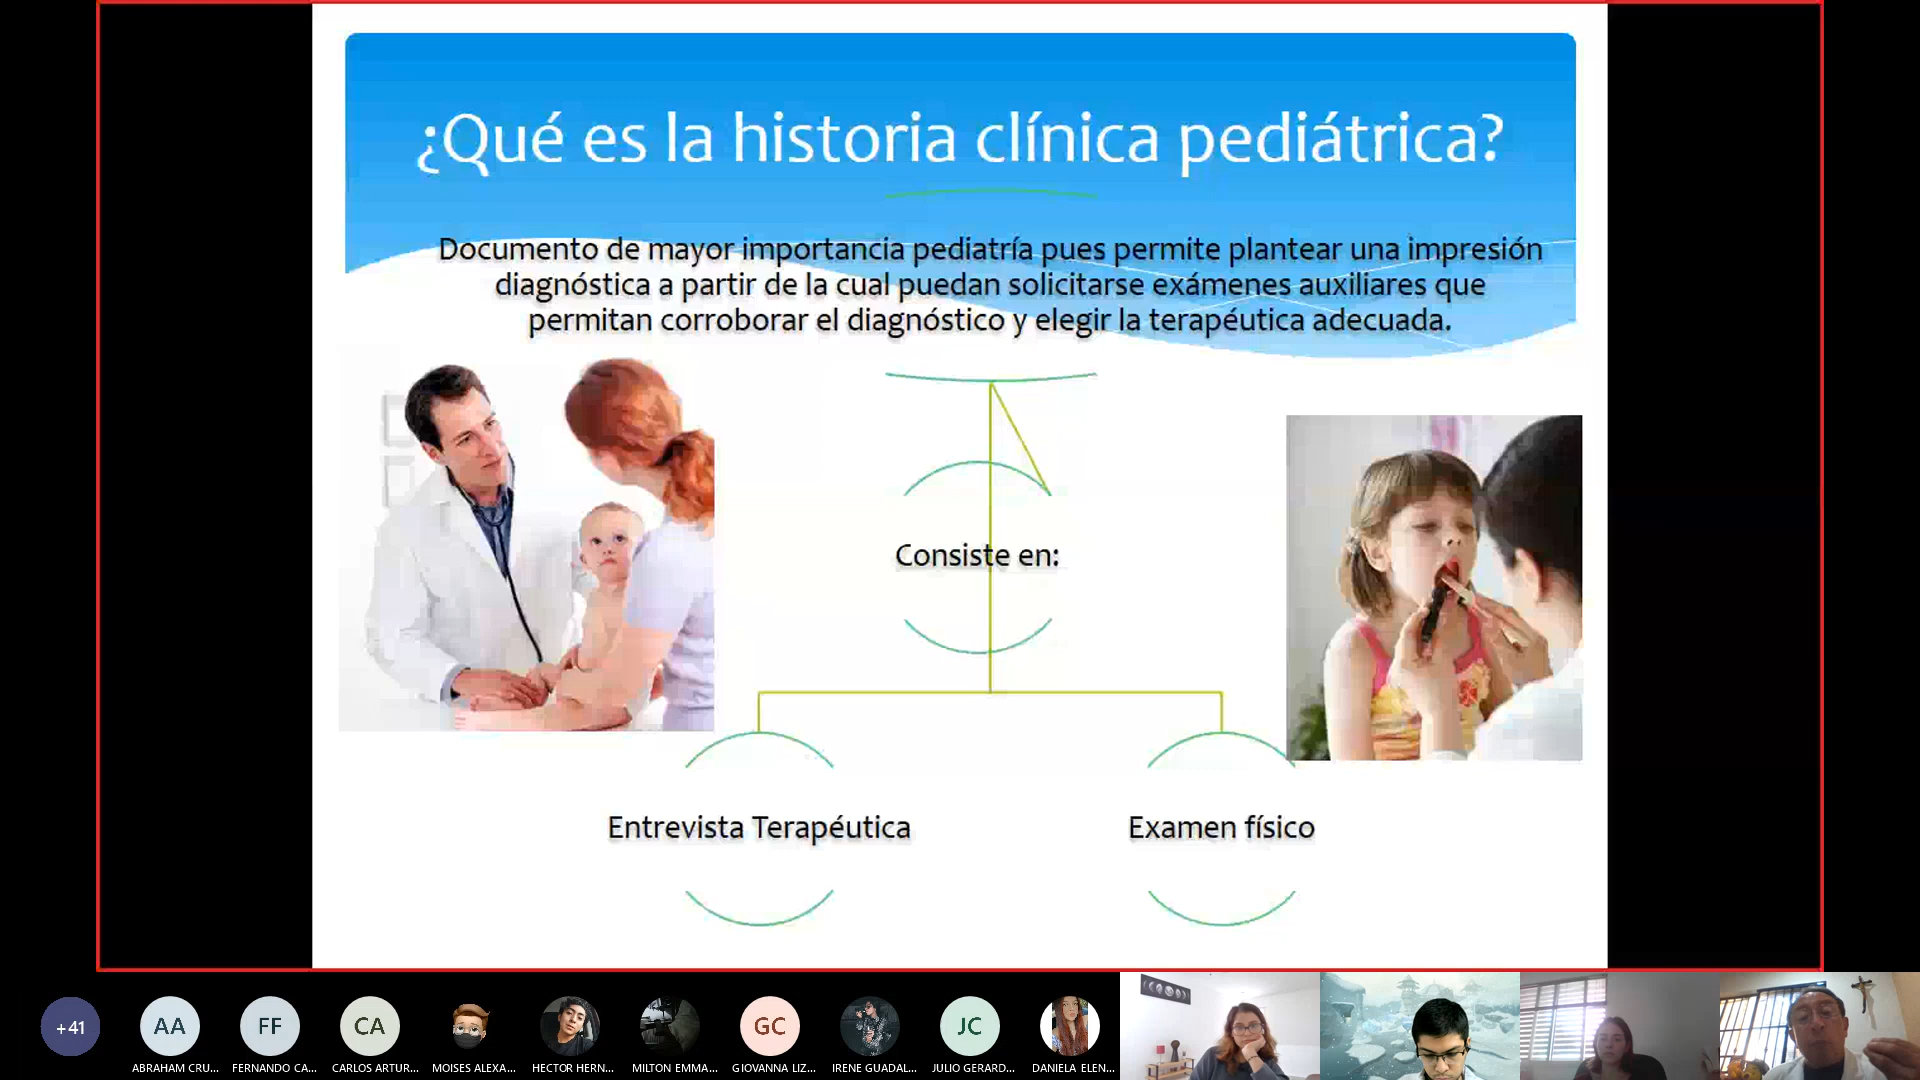 ¿Qué es la historia clínica pediátrica?
Documento de mayor importancia pediatría pues permite plantear una impresión
diagnóstica a partir de la cual puedan solicitarse exámenes auxiliares que
permitan corroborar el diagnóstico y elegir la terapéutica adecuada.
Consiste en:
Entrevista Terapéutica
Examen físico
+41
AA
FF
CA
GC
JC
ABRAHAM CRU...
FERNANDO CA...
CARLOS ARTUR...
MOISES ALEXA...
HECTOR HERN...
MILTON EMMA...
GIOVANNA LIZ...
IRENE GUADAL...
JULIO GERARD...
DANIELA ELEN...